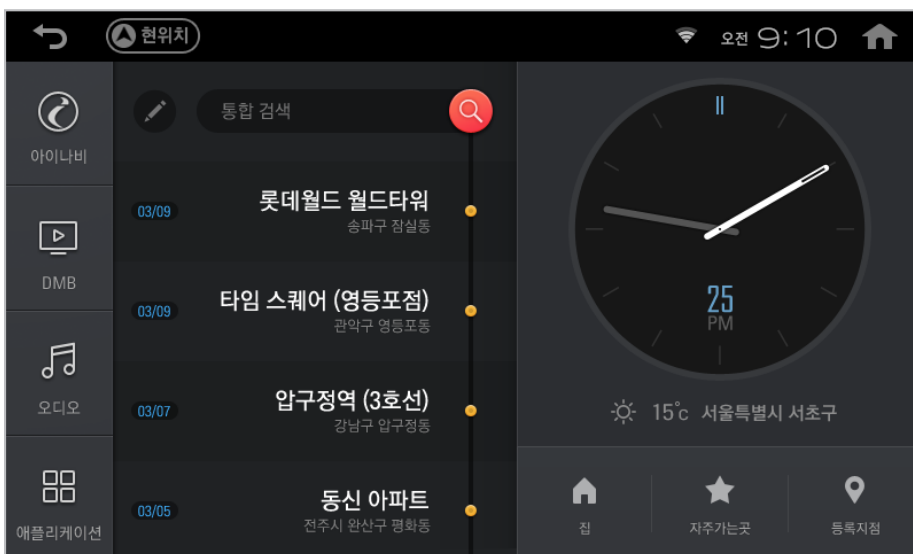 현위치
오전 9:10
아이나비
DMB
오디오
애플리케이션
통합 검색
03/09
롯데월드 월드타워
송파구 잠실동
03/09
타임 스퀘어 (영등포점)
관악구 영등포동
03/07
압구정역 (3호선)
강남구 압구정동
03/05
동신 아파트
전주시 완산구 평화동
25
PM
15°c 서울특별시 서초구
집
자주가는곳
등록지점